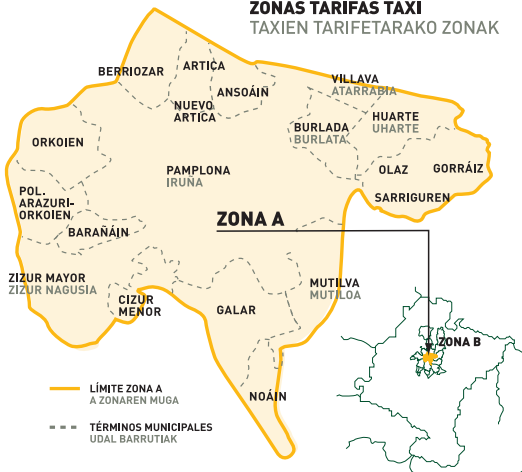 ZONAS TARIFAS TAXI
TAXIEN TARIFETARAKO ZONAK
BERRIOZAR
ARTICA
ANSOÁIN
NUEVO
ARTICA
VILLAVA
ATARRABIA
BURLADA
BURLATA
HUARTE
UHARTE
ORKOIEN
PAMPLONA
IRUÑA
OLAZ
GORRÁIZ
SARRIGUREN
POL.
ARAZURI-
ORKOIEN
BARAÑÁIN
ZONA A
ZIZUR MAYOR
ZIZUR NAGUSIA
CIZUR
MENOR
GALAR
MUTILVA
MUTILOA
NOÁIN
ZONA B
LÍMITE ZONA A
A ZONAREN MUGA
TÉRMINOS MUNICIPALES
UDAL BARRUTIAK